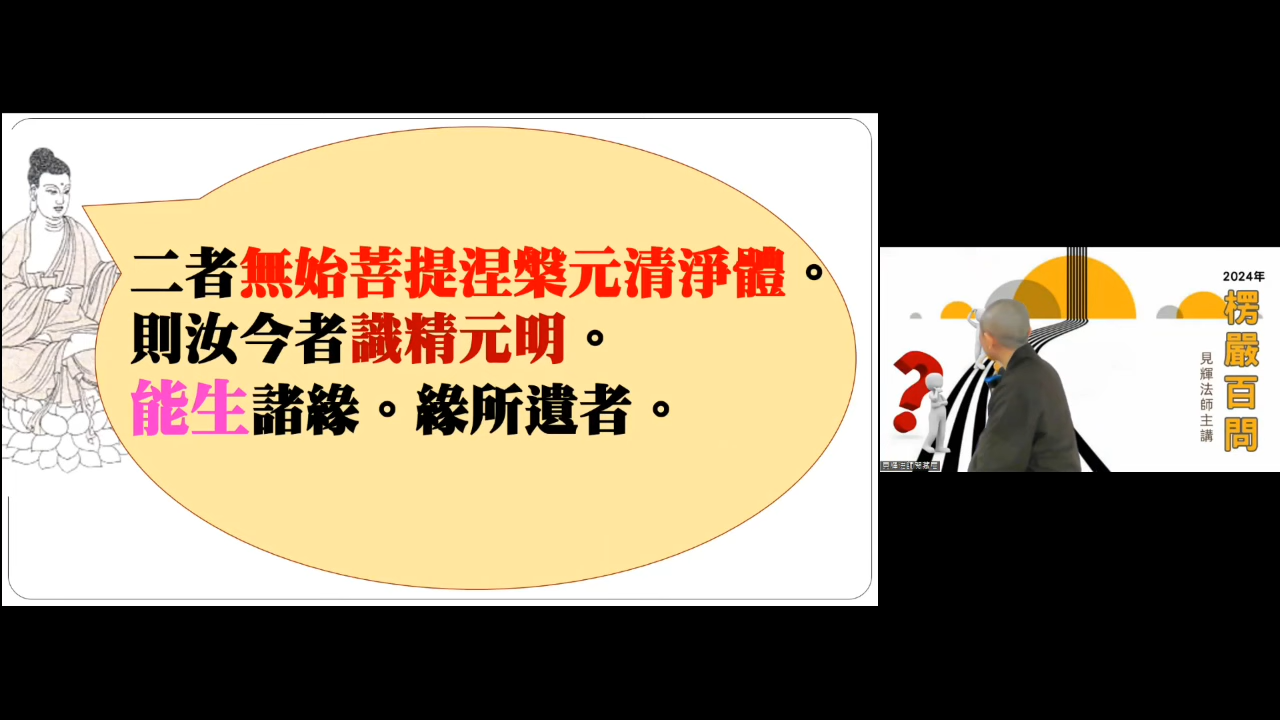 二者無始菩提涅槃元清淨體。
則汝今者識精元明。
能生諸緣。緣所遺者。
2024年
楞嚴百問
見輝法師主講